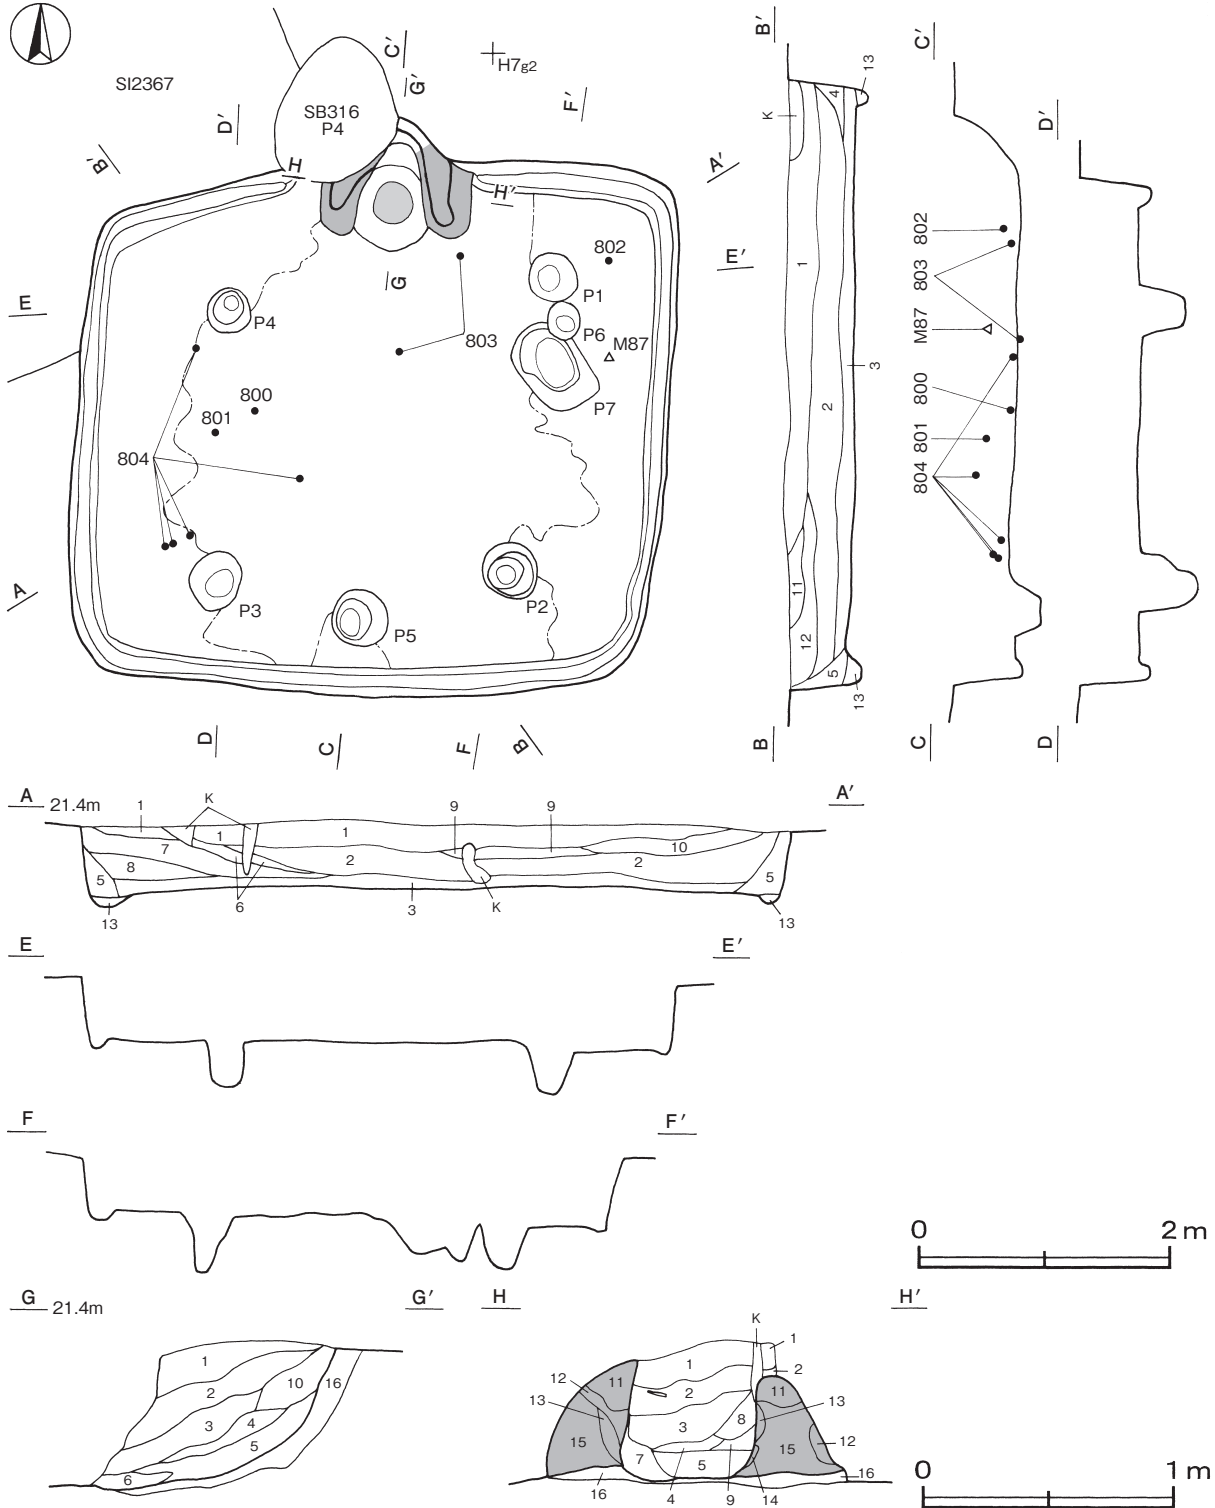 SI2367
SB316
P4
H7g2
C′
G′
F′
D′
B′
H
H′
A′
E′
G
E
A
P4
P1
P6
P7
P3
P5
P2
802
803
M87
800
801
804
D
C
F
B
B′
13
4
K
1
3
2
11
12
5
13
B
C′
802
803
M87
800
801
804
C
D′
D
A 21.4m
A′
1
K
1
1
9
9
10
7
2
2
8
5
5
6
3
K
13
13
E
E′
F
F′
0
2m
G 21.4m
G′
1
2
10
16
3
4
5
6
H
H′
K
1
2
12
11
1
2
11
13
13
3
8
15
15
12
7
5
16
16
4
9
14
0
1m